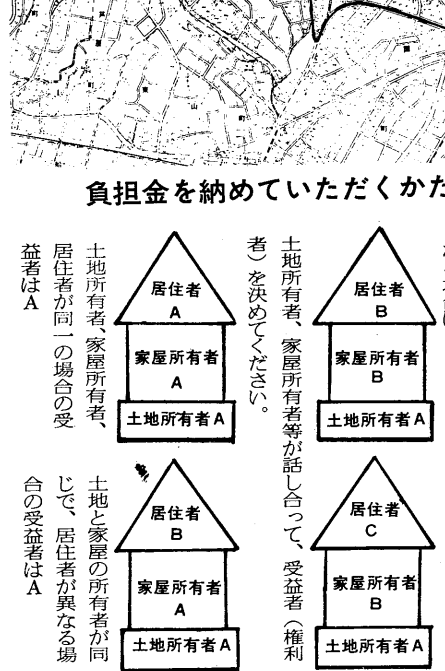 負担金を納めていただくかた
居住者
B
家屋所有者
B
土地所有者A
居住者
C
家屋所有者
B
土地所有者A
土地所有者、家屋所有者等が話し合って、受益者（権利
者）を決めてください。
居住者
A
家屋所有者
A
土地所有者A
土地所有者、家屋所有者、
居住者が同一の場合の受
益者はA
居住者
B
家屋所有者
A
土地所有者A
土地と家屋の所有者が同
じで、居住者が異なる場
合の受益者はA